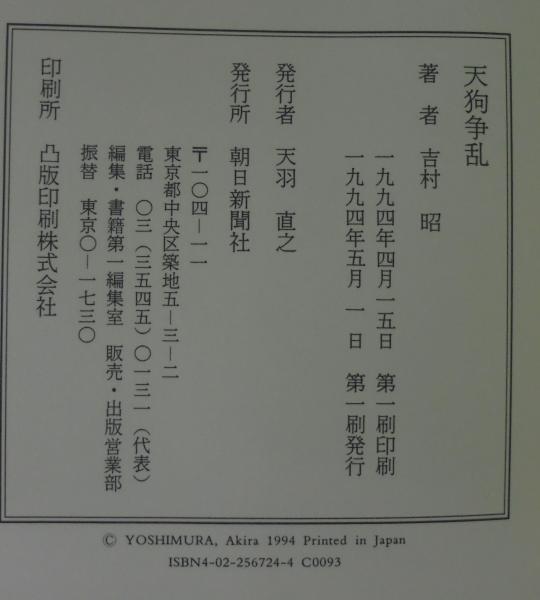 天狗争乱
著者 吉村 昭
一九九四年四月一五日 第一刷印刷
一九九四年五月 一 日 第一刷発行
発行者 天羽 直之
発行所 朝日新聞社
〒一〇四―一一
東京都中央区築地五―三―二
電話 〇三（三五四五）〇一三一（代表）
編集・書籍第一編集室 販売・出版営業部
振替 東京〇―一七三〇
印刷所 凸版印刷株式会社
© YOSHIMURA, Akira 1994 Printed in Japan
ISBN4-02-256724-4 C0093